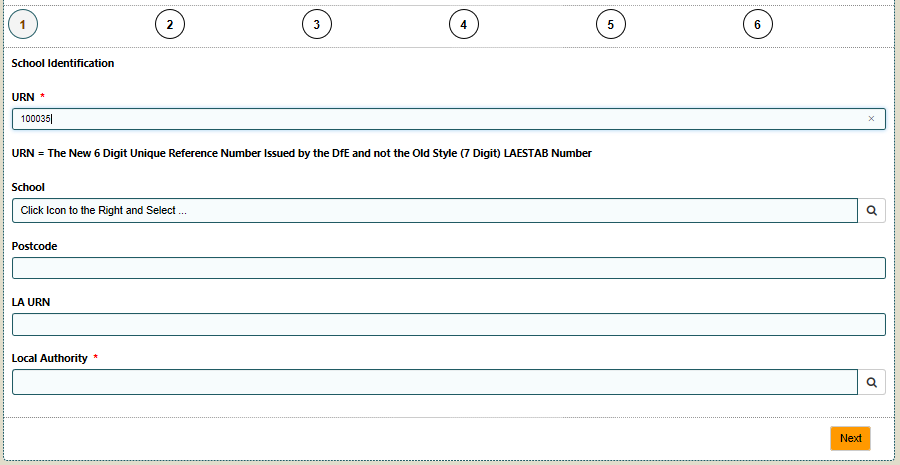 1 2 3 4 5 6
School Identification
URN *
100035
URN = The New 6 Digit Unique Reference Number Issued by the DfE and not the Old Style (7 Digit) LAESTAB Number
School
Click Icon to the Right and Select ...
Postcode
LA URN
Local Authority *
Next